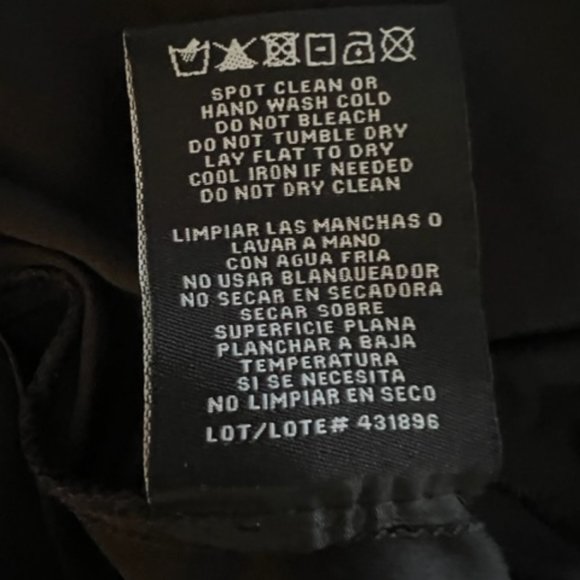 SPOT CLEAN OR
HAND WASH COLD
DO NOT BLEACH
DO NOT TUMBLE DRY
LAY FLAT TO DRY
COOL IRON IF NEEDED
DO NOT DRY CLEAN
LIMPIAR LAS MANCHAS O
LAVAR A MANO
CON AGUA FRIA
NO USAR BLANQUEADOR
NO SECAR EN SECADORA
SECAR SOBRE
SUPERFICIE PLANA
PLANCHAR A BAJA
TEMPERATURA
SI SE NECESITA
NO LIMPIAR EN SECO
LOT/LOTE# 431896